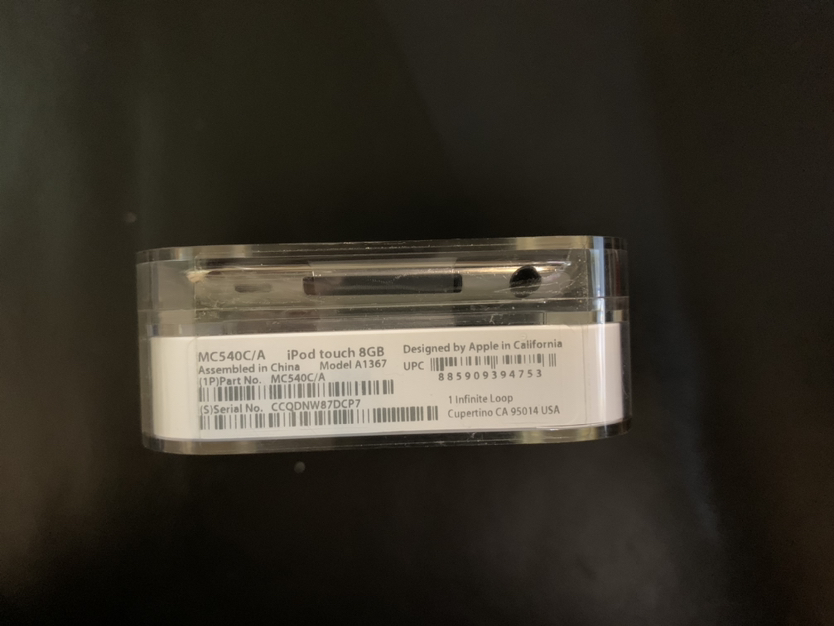 MC540C/A iPod touch 8GB
Assembled in China Model A1367
(1P)Part No. MC540C/A
(S)Serial No. CCQDNW87DCP7
Designed by Apple in California
UPC
885909394753
1 Infinite Loop
Cupertino CA 95014 USA